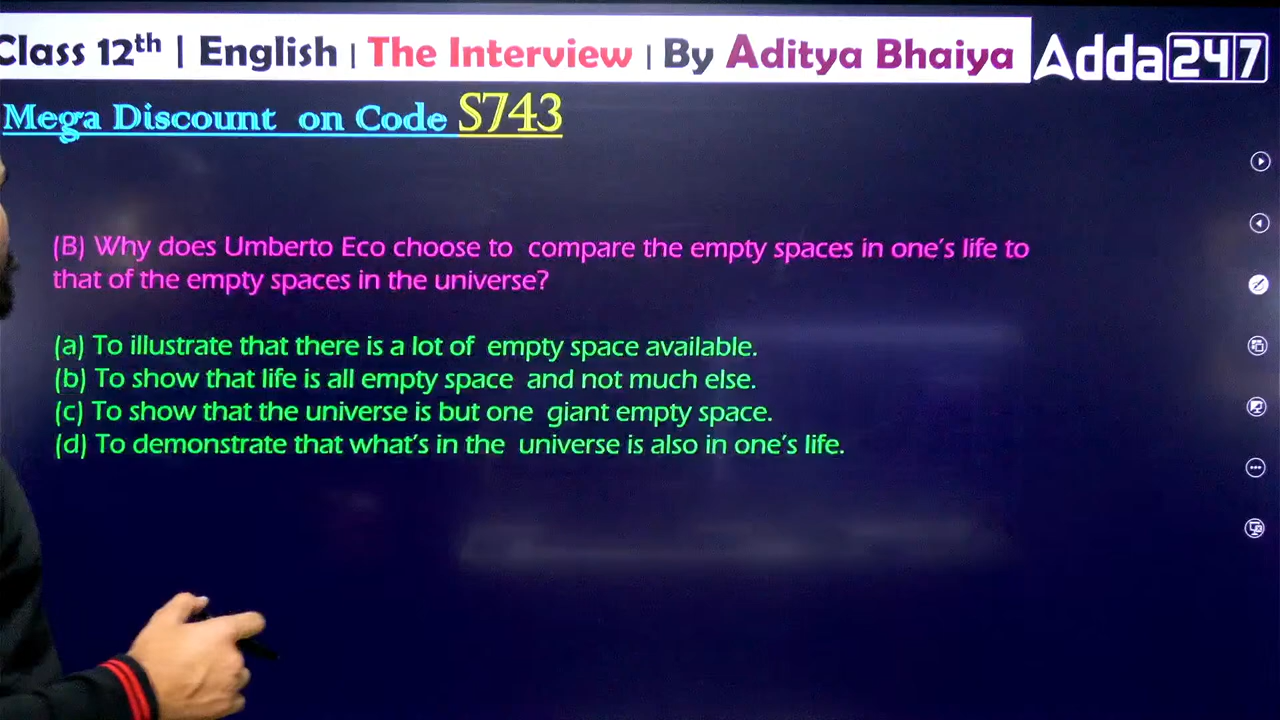 Class 12th | English | The Interview | By Aditya Bhaiya
Adda247
Mega Discount on Code S743
(B) Why does Umberto Eco choose to compare the empty spaces in one's life to
that of the empty spaces in the universe?
(a) To illustrate that there is a lot of empty space available.
(b) To show that life is all empty space and not much else.
(c) To show that the universe is but one giant empty space.
(d) To demonstrate that what's in the universe is also in one's life.